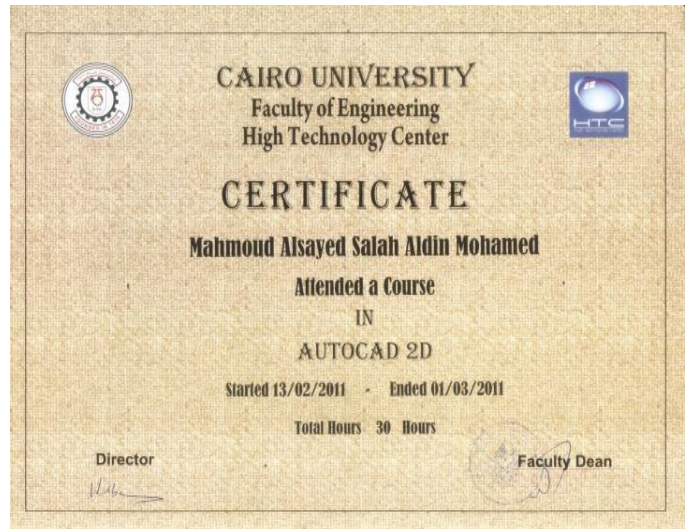 CAIRO UNIVERSITY
Faculty of Engineering
High Technology Center
HTC
CERTIFICATE
Mahmoud Alsayed Salah Aldin Mohamed
Attended a Course
IN
AUTOCAD 2D
Started 13/02/2011 - Ended 01/03/2011
Total Hours 30 Hours
Director
Faculty Dean